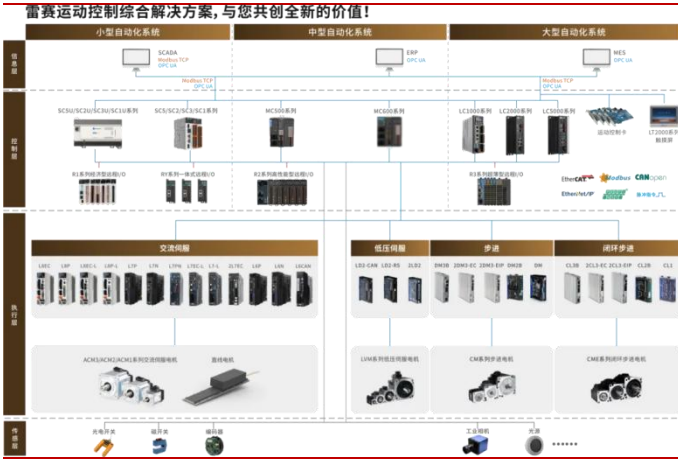 雷赛运动控制综合解决方案，与您共创全新的价值！
小型自动化系统
中型自动化系统
大型自动化系统
信息层
SCADA
Modbus TCP
OPC UA
ERP
OPC UA
MES
OPC UA
Modbus TCP
OPC UA
Modbus TCP
OPC UA
控制层
SC5U/SC2U/SC3U/SC1U系列
SC5/SC2/SC3/SC1系列
MC500系列
MC600系列
LC1000系列
LC2000系列
LC5000系列
运动控制卡
LT2000系列
触摸屏
R1系列经济型远程I/O
RY系列一体式远程I/O
R2系列高性能型远程I/O
R3系列超薄型远程I/O
EtherCAT
Modbus
CANopen
EtherNet/IP
脉冲指令
执行层
交流伺服
低压伺服
步进
闭环步进
L8EC
L8P
L8EC-L
L8P-L
L7P
L7R
L7PN
L7EC-L
L7-L
2L7EC
L6P
L6N
L6CAN
LD2-CAN
LD2-RS
2LD2
DM3B
2DM3-EC
2DM3-EIP
DM2B
DM
CL3B
2CL3-EC
2CL3-EIP
CL2B
CL1
ACM3/ACM2/ACM1系列交流伺服电机
直线电机
LVM系列低压伺服电机
CM系列步进电机
CME系列闭环步进电机
传感层
光电开关
磁开关
编码器
工业相机
光源
······